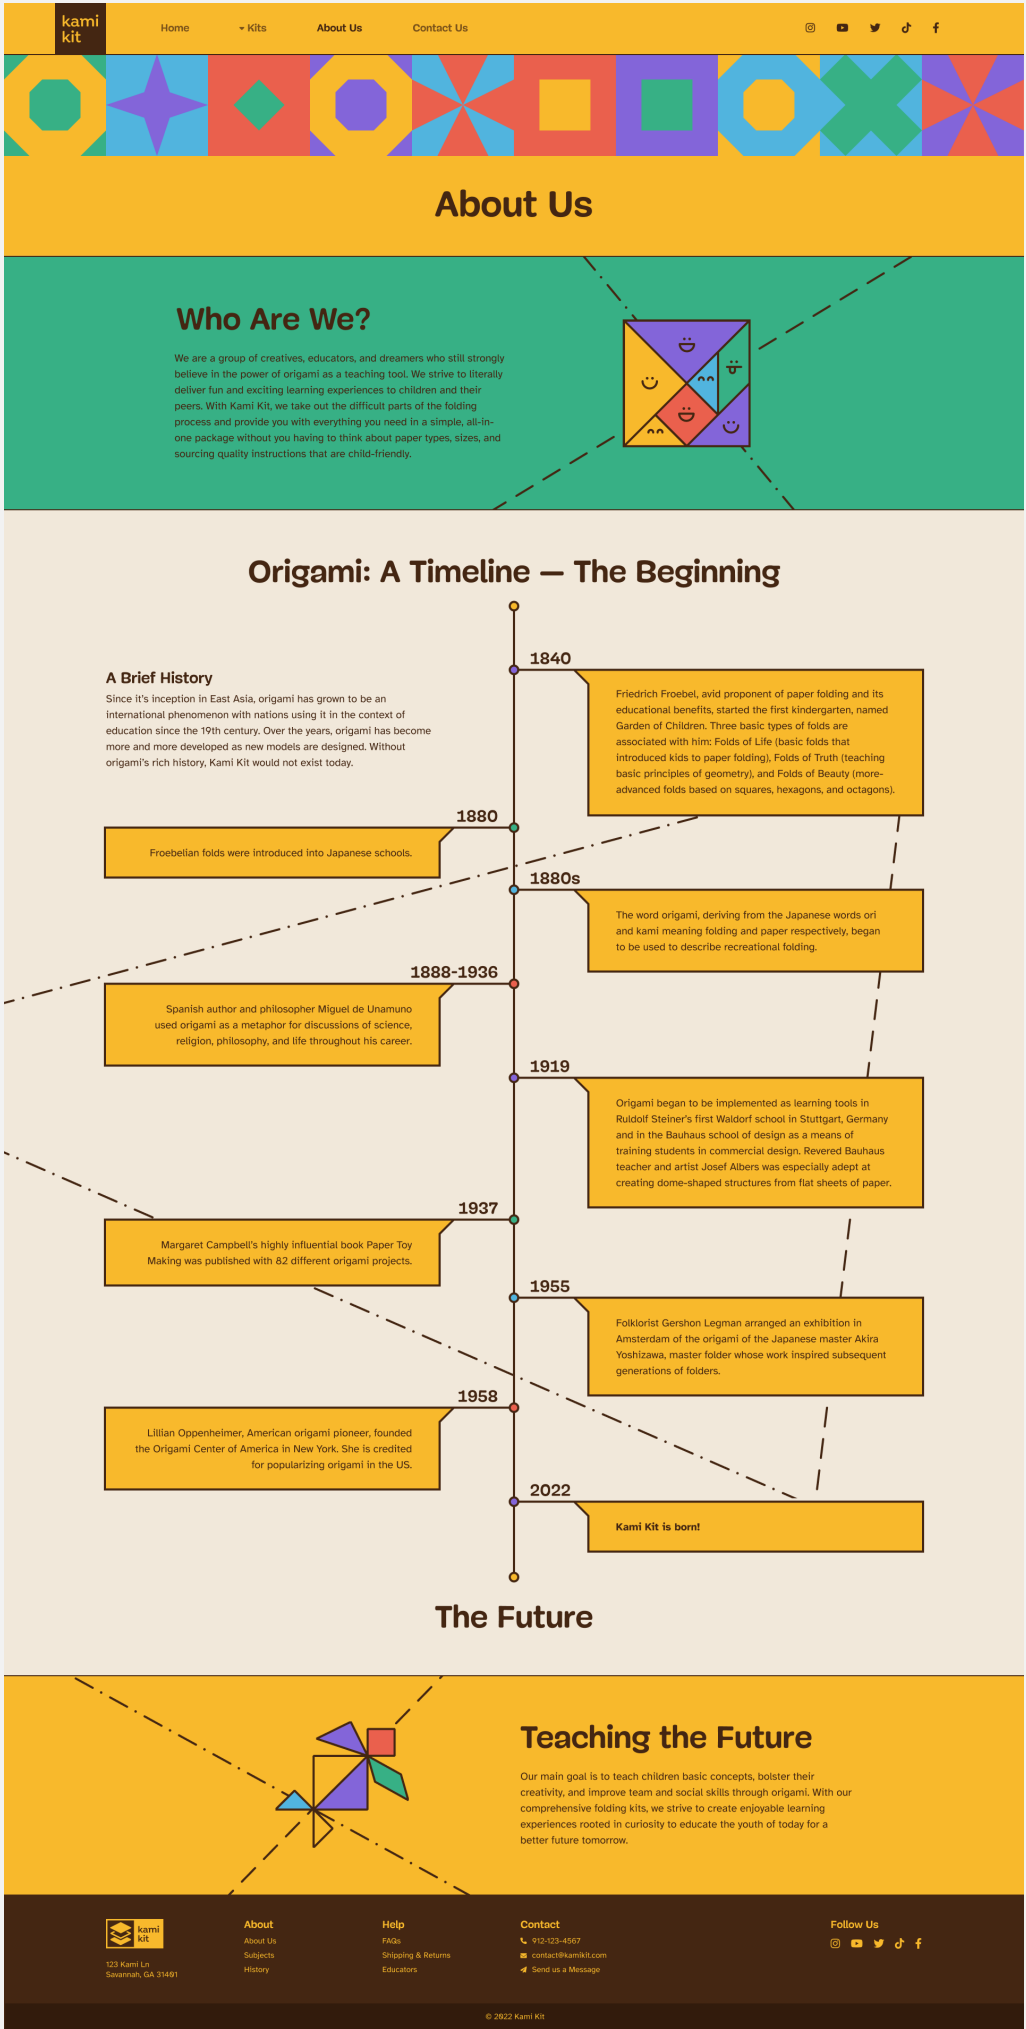 kami
kit
Home
Kits
About Us
Contact Us
About Us
Who Are We?
We are a group of creatives, educators, and dreamers who still strongly
believe in the power of origami as a teaching tool. We strive to literally
deliver fun and exciting learning experiences to children and their
peers. With Kami Kit, we take out the difficult parts of the folding
process and provide you with everything you need in a simple, all-in-
one package without you having to think about paper types, sizes, and
sourcing quality instructions that are child-friendly.
Origami: A Timeline — The Beginning
A Brief History
Since it's inception in East Asia, origami has grown to be an
international phenomenon with nations using it in the context of
education since the 19th century. Over the years, origami has become
more and more developed as new models are designed. Without
origami's rich history, Kami Kit would not exist today.
1840
Friedrich Froebel, avid proponent of paper folding and its
educational benefits, started the first kindergarten, named
Garden of Children. Three basic types of folds are
associated with him: Folds of Life (basic folds that
introduced kids to paper folding), Folds of Truth (teaching
basic principles of geometry), and Folds of Beauty (more-
advanced folds based on squares, hexagons, and octagons).
1880
Froebelian folds were introduced into Japanese schools.
1880s
The word origami, deriving from the Japanese words ori
and kami meaning folding and paper respectively, began
to be used to describe recreational folding.
1888-1936
Spanish author and philosopher Miguel de Unamuno
used origami as a metaphor for discussions of science,
religion, philosophy, and life throughout his career.
1919
Origami began to be implemented as learning tools in
Ruldolf Steiner's first Waldorf school in Stuttgart, Germany
and in the Bauhaus school of design as a means of
training students in commercial design. Revered Bauhaus
teacher and artist Josef Albers was especially adept at
creating dome-shaped structures from flat sheets of paper.
1937
Margaret Campbell's highly influential book Paper Toy
Making was published with 82 different origami projects.
1955
Folklorist Gershon Legman arranged an exhibition in
Amsterdam of the origami of the Japanese master Akira
Yoshizawa, master folder whose work inspired subsequent
generations of folders.
1958
Lillian Oppenheimer, American origami pioneer, founded
the Origami Center of America in New York. She is credited
for popularizing origami in the US.
2022
Kami Kit is born!
The Future
Teaching the Future
Our main goal is to teach children basic concepts, bolster their
creativity, and improve team and social skills through origami. With our
comprehensive folding kits, we strive to create enjoyable learning
experiences rooted in curiosity to educate the youth of today for a
better future tomorrow.
kami
kit
123 Kami Ln
Savannah, GA 31401
About
About Us
Subjects
History
Help
FAQs
Shipping & Returns
Educators
Contact
912-123-4567
contact@kamikit.com
Send us a Message
Follow Us
© 2022 Kami Kit